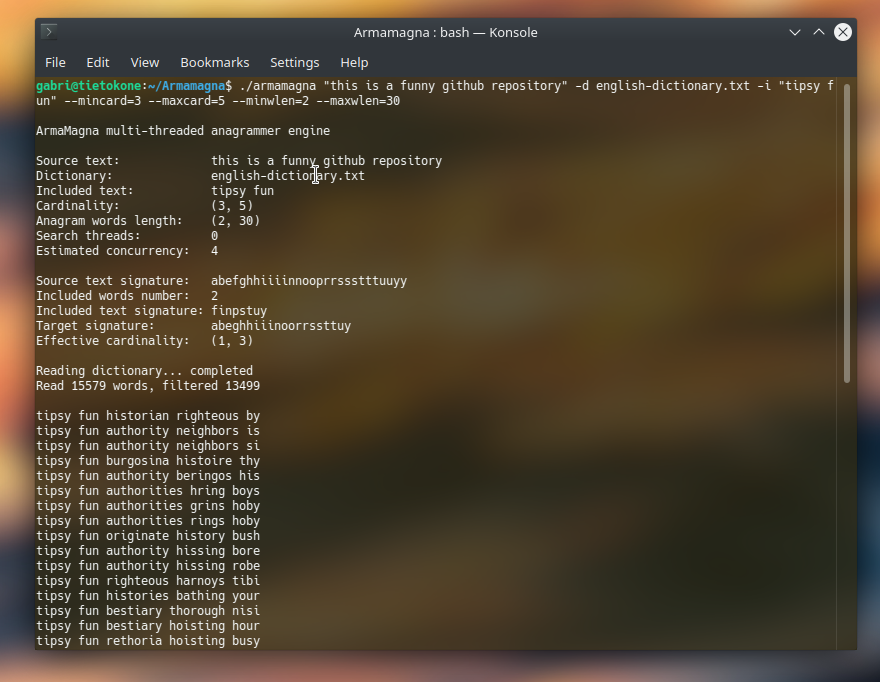 Armamagna : bash — Konsole
File Edit View Bookmarks Settings Help
gabri@tietokone:~/Armamagna$ ./armamagna "this is a funny github repository" -d english-dictionary.txt -i "tipsy f
un" --mincard=3 --maxcard=5 --minwlen=2 --maxwlen=30
ArmaMagna multi-threaded anagrammer engine
Source text: this is a funny github repository
Dictionary: english-dictionary.txt
Included text: tipsy fun
Cardinality: (3, 5)
Anagram words length: (2, 30)
Search threads: 0
Estimated concurrency: 4
Source text signature: abefghhiiiinnooprrssstttuuyy
Included words number: 2
Included text signature: finpstuy
Target signature: abeghhiiinoorrssttuy
Effective cardinality: (1, 3)
Reading dictionary... completed
Read 15579 words, filtered 13499
tipsy fun historian righteous by
tipsy fun authority neighbors is
tipsy fun authority neighbors si
tipsy fun burgosina histoire thy
tipsy fun authority beringos his
tipsy fun authorities hring boys
tipsy fun authorities grins hoby
tipsy fun authorities rings hoby
tipsy fun originate history bush
tipsy fun authority hissing bore
tipsy fun authority hissing robe
tipsy fun righteous harnoys tibi
tipsy fun histories bathing your
tipsy fun bestiary thorough nisi
tipsy fun bestiary hoisting hour
tipsy fun rethoria hoisting busy